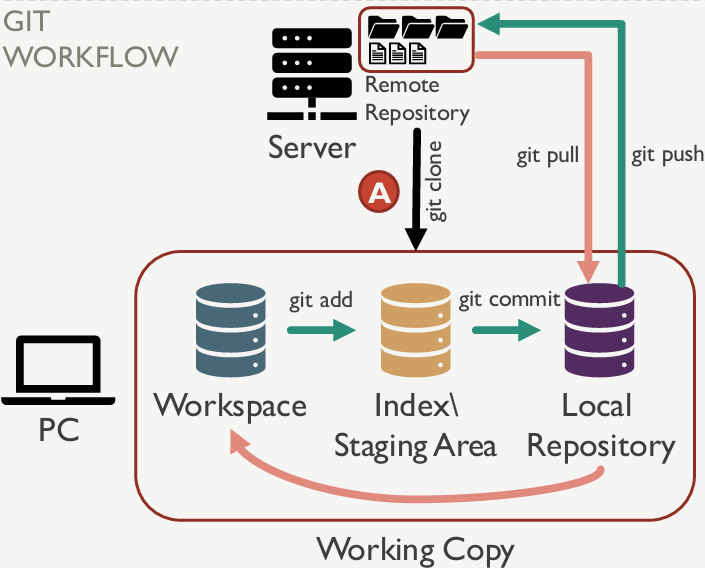 GIT
WORKFLOW
Remote
Repository
Server
git pull
git push
A
git clone
git add
git commit
Workspace
Index\
Staging Area
Local
Repository
PC
Working Copy